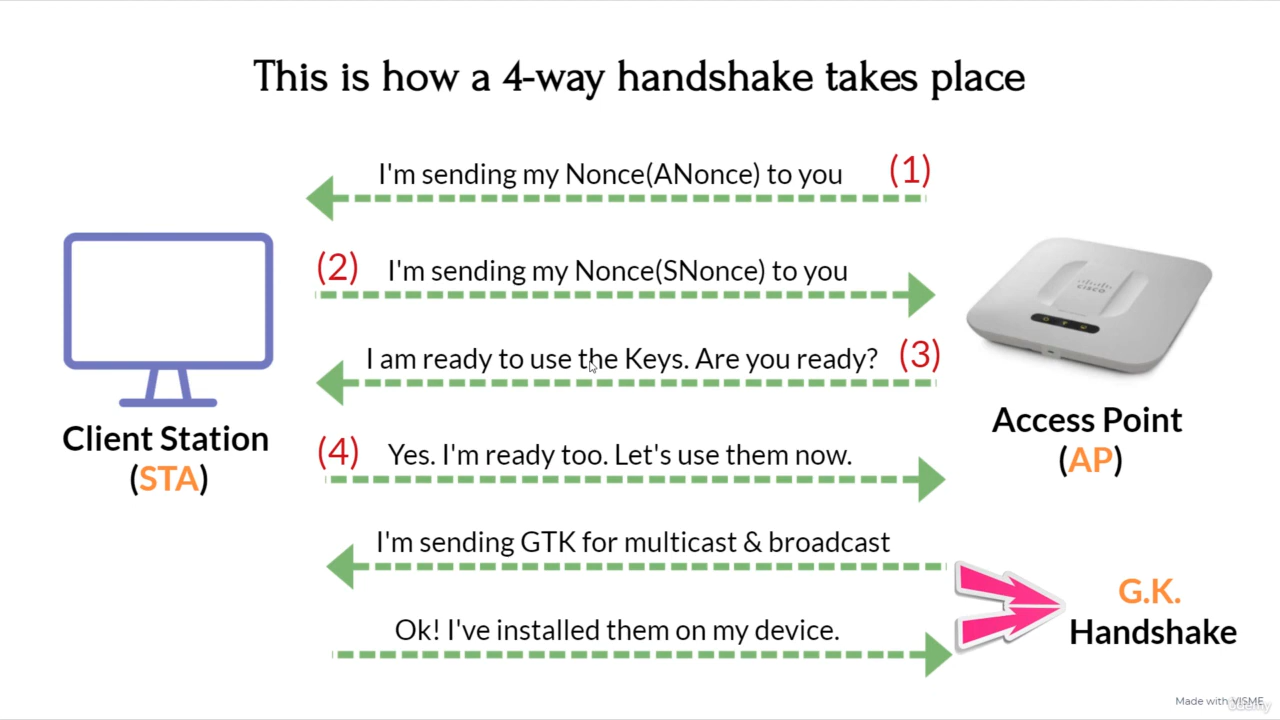 This is how a 4-way handshake takes place
I'm sending my Nonce(ANonce) to you (1)
(2) I'm sending my Nonce(SNonce) to you
CISCO
I am ready to use the Keys. Are you ready? (3)
Client Station
(STA)
Access Point
(AP)
(4) Yes. I'm ready too. Let's use them now.
I'm sending GTK for multicast & broadcast
G.K.
Handshake
Ok! I've installed them on my device.
Made with VISME
udemy